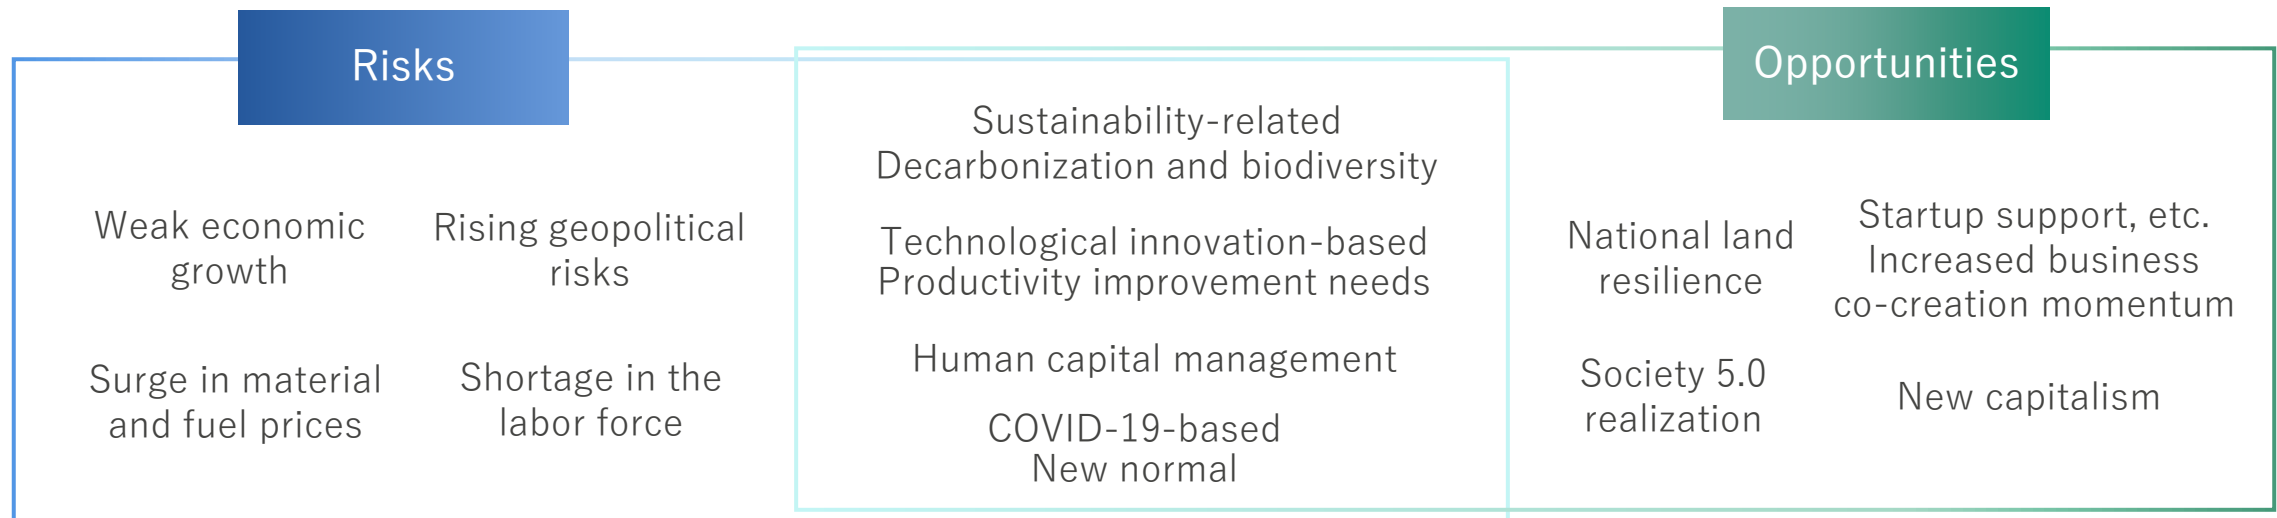 Risks
Weak economic
growth
Rising geopolitical
risks
Surge in material
and fuel prices
Shortage in the
labor force
Sustainability-related
Decarbonization and biodiversity
Technological innovation-based
Productivity improvement needs
Human capital management
COVID-19-based
New normal
Opportunities
National land
resilience
Startup support, etc.
Increased business
co-creation momentum
Society 5.0
realization
New capitalism